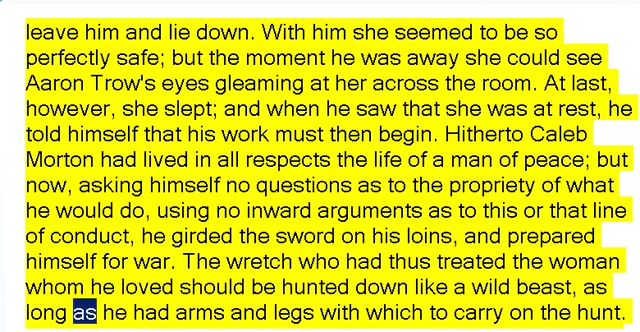 leave him and lie down. With him she seemed to be so
perfectly safe; but the moment he was away she could see
Aaron Trow's eyes gleaming at her across the room. At last,
however, she slept; and when he saw that she was at rest, he
told himself that his work must then begin. Hitherto Caleb
Morton had lived in all respects the life of a man of peace; but
now, asking himself no questions as to the propriety of what
he would do, using no inward arguments as to this or that line
of conduct, he girded the sword on his loins, and prepared
himself for war. The wretch who had thus treated the woman
whom he loved should be hunted down like a wild beast, as
long as he had arms and legs with which to carry on the hunt.